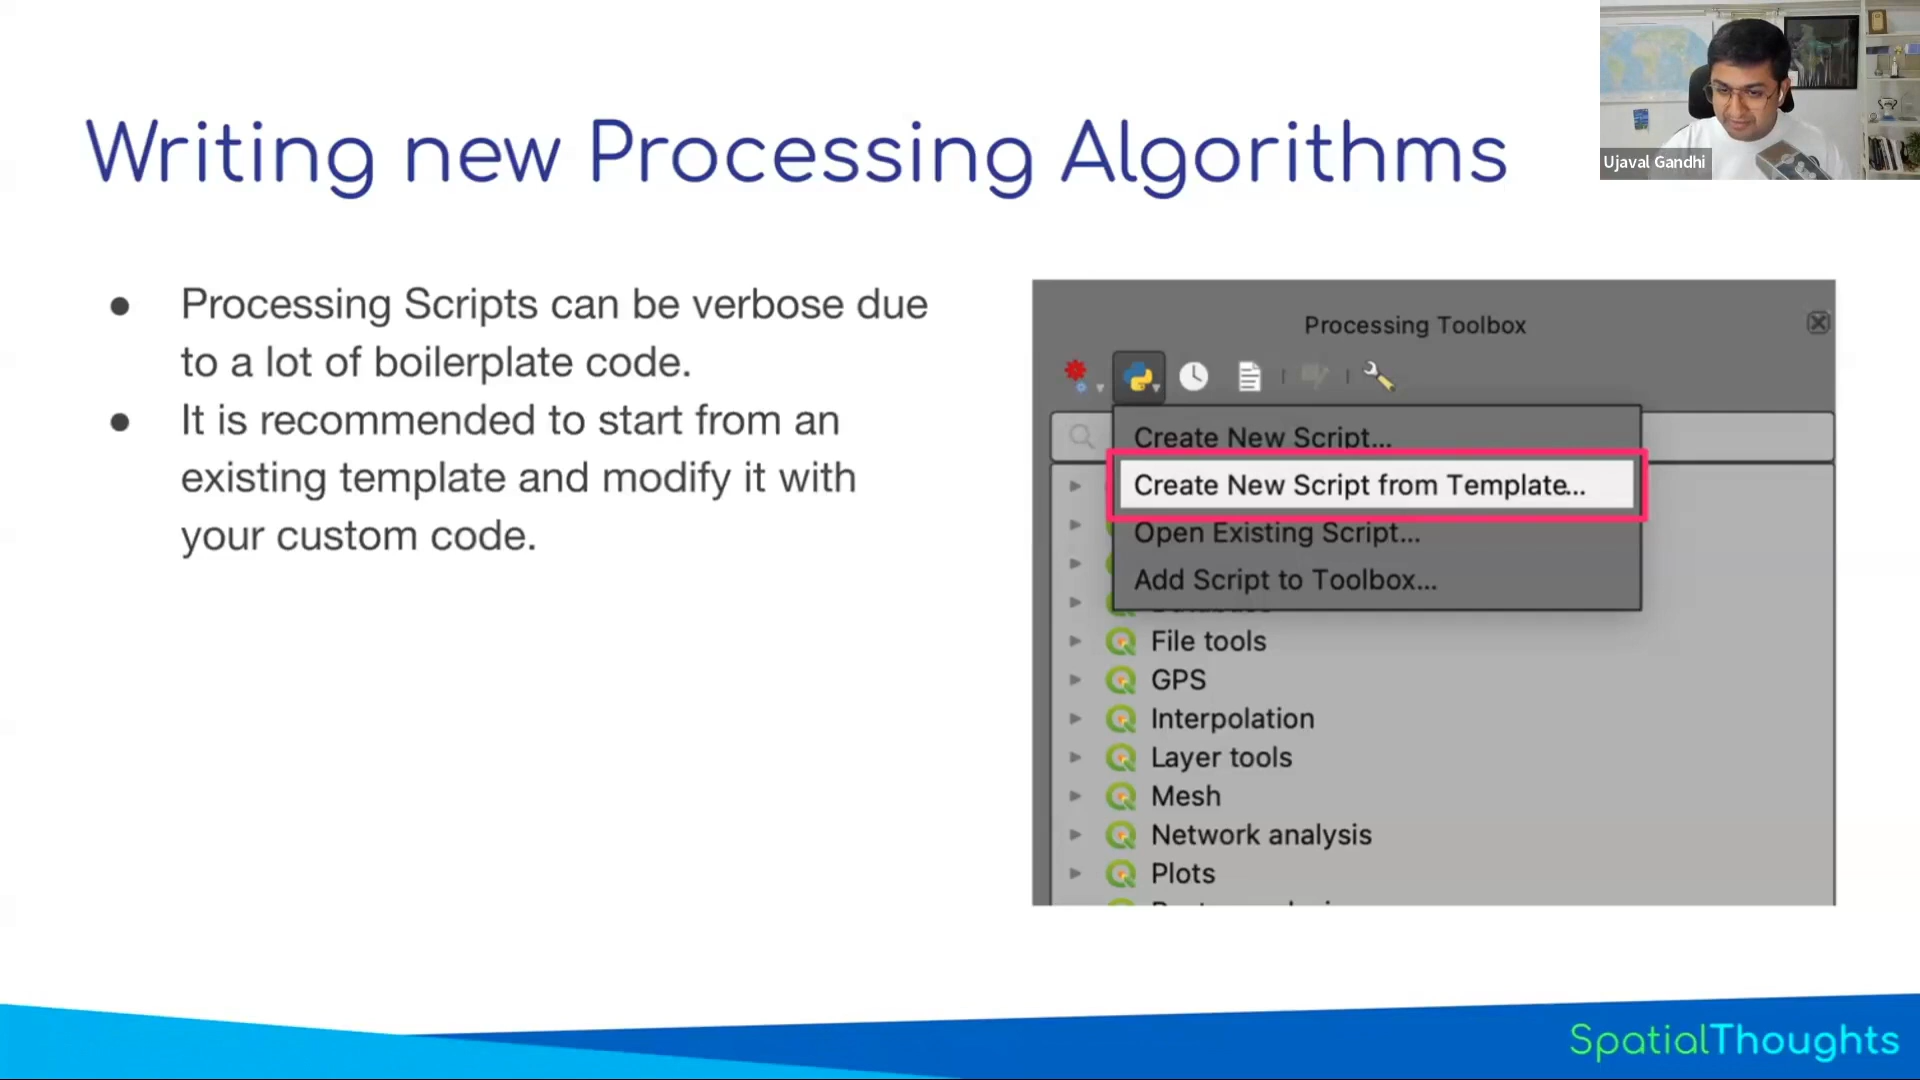 Writing new Processing Algorithms
Ujaval Gandhi
● Processing Scripts can be verbose due
to a lot of boilerplate code.
● It is recommended to start from an
existing template and modify it with
your custom code.
Processing Toolbox
Create New Script...
Create New Script from Template...
Open Existing Script...
Add Script to Toolbox...
File tools
GPS
Interpolation
Layer tools
Mesh
Network analysis
Plots
SpatialThoughts